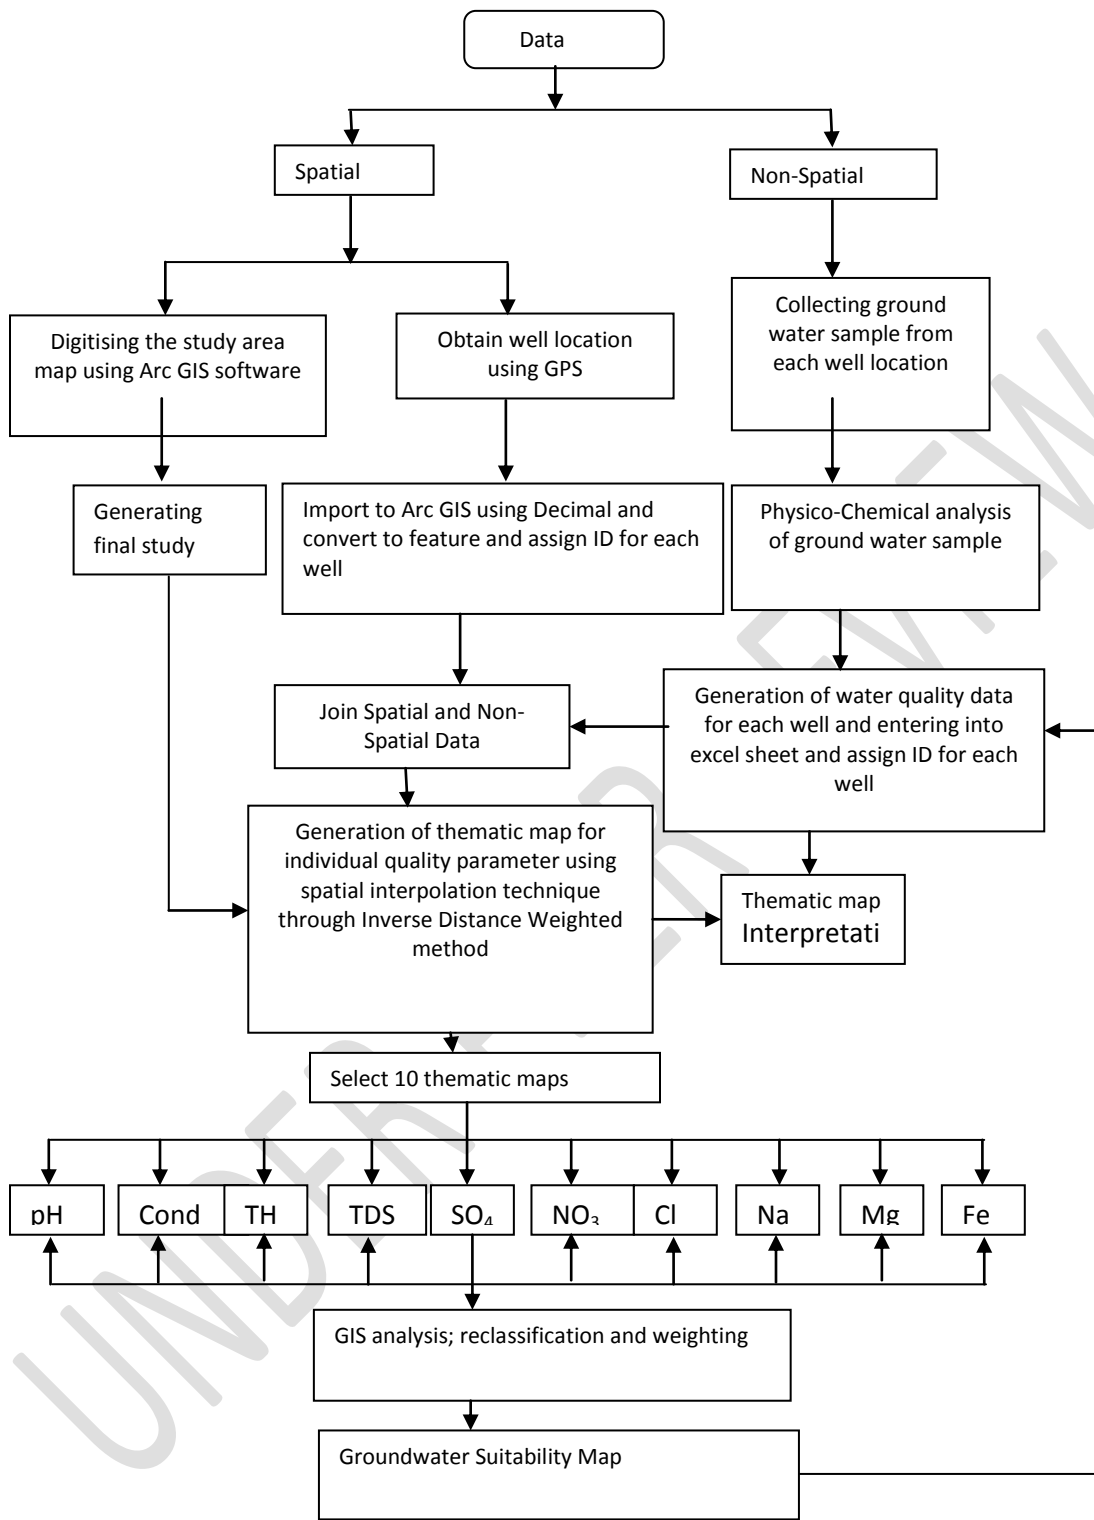 Data
Spatial
Non-Spatial
Digitising the study area
map using Arc GIS software
Obtain well location
using GPS
Collecting ground
water sample from
each well location
Generating
final study
Import to Arc GIS using Decimal and
convert to feature and assign ID for each
well
Physico-Chemical analysis
of ground water sample
Join Spatial and Non-
Spatial Data
Generation of water quality data
for each well and entering into
excel sheet and assign ID for each
well
Generation of thematic map for
individual quality parameter using
spatial interpolation technique
through Inverse Distance Weighted
method
Thematic map
Interpretati
Select 10 thematic maps
pH
Cond
TH
TDS
SO₄
NO₃
Cl
Na
Mg
Fe
GIS analysis; reclassification and weighting
Groundwater Suitability Map
UNDER PEER REVIEW